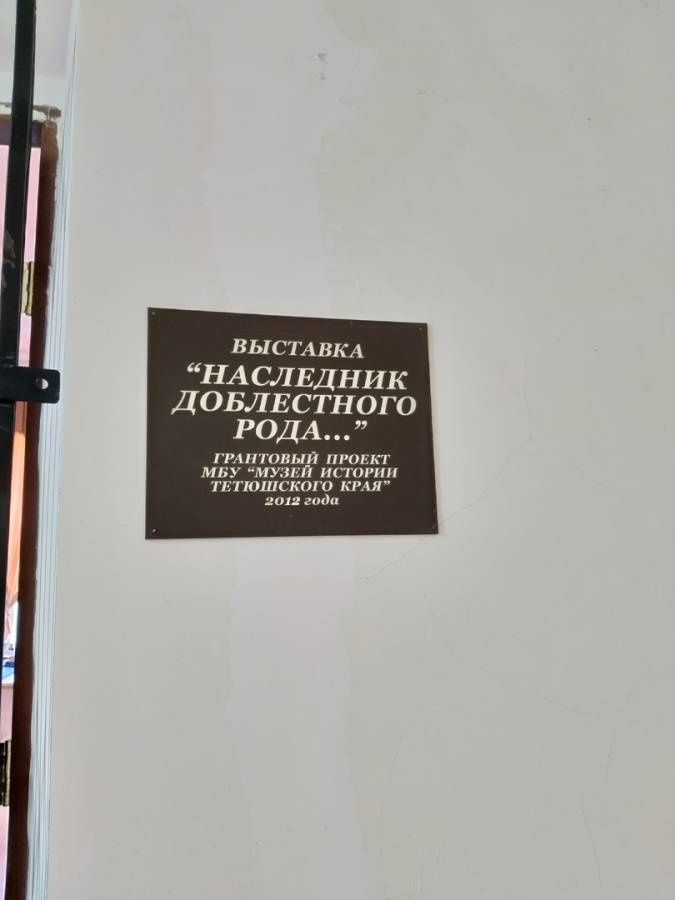 ВЫСТАВКА
“НАСЛЕДНИК
ДОБЛЕСТНОГО
РОДА...”
ГРАНТОВЫЙ ПРОЕКТ
МБУ “МУЗЕЙ ИСТОРИИ
ТЕТЮШСКОГО КРАЯ”
2012 года